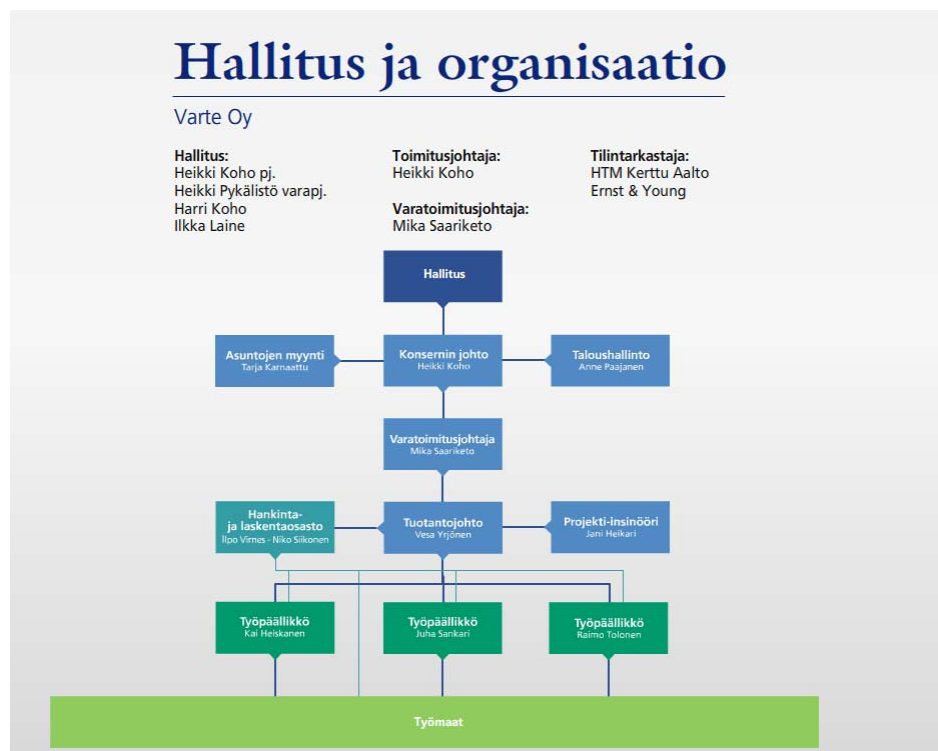 Hallitus ja organisaatio
Varte Oy
Hallitus:
Heikki Koho pj.
Heikki Pykälistö varapj.
Harri Koho
Ilkka Laine
Toimitusjohtaja:
Heikki Koho
Varatoimitusjohtaja:
Mika Saariketo
Tilintarkastaja:
HTM Kerttu Aalto
Ernst & Young
Hallitus
Asuntojen myynti
Tarja Karnaattu
Konsernin johto
Heikki Koho
Taloushallinto
Anne Paajanen
Varatoimitusjohtaja
Mika Saariketo
Hankinta-
ja laskentaosasto
Ilpo Virnes - Niko Siikonen
Tuotantojohto
Vesa Yrjönen
Projekti-insinööri
Jani Heikari
Työpäällikkö
Kai Heiskanen
Työpäällikkö
Juha Sankari
Työpäällikkö
Raimo Tolonen
Työmaat